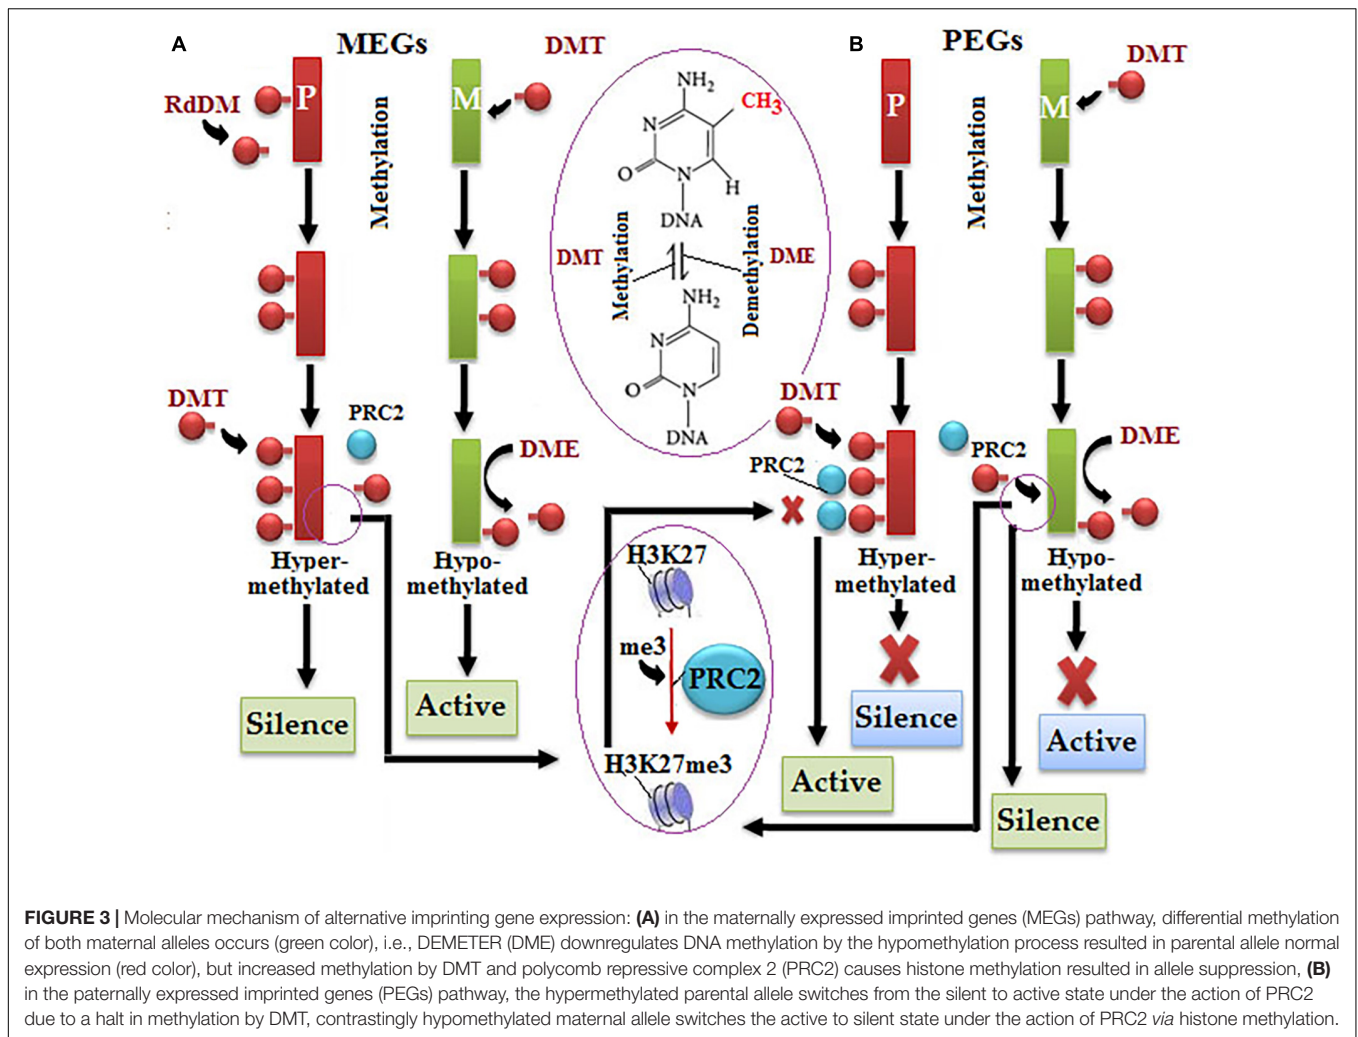 A
MEGs
DMT
RdDM
P
M
Methylation
NH2
CH3
N
O
N
H
DNA
DMT
Methylation
Demethylation
DME
NH2
N
O
N
DNA
B
PEGs
DMT
P
M
Methylation
DMT
PRC2
DME
Hyper-
methylated
Hypo-
methylated
Silence
Active
H3K27
me3
PRC2
H3K27me3
DMT
PRC2
PRC2
DME
Hyper-
methylated
Hypo-
methylated
Silence
Active
Active
Silence
FIGURE 3 | Molecular mechanism of alternative imprinting gene expression: (A) in the maternally expressed imprinted genes (MEGs) pathway, differential methylation
of both maternal alleles occurs (green color), i.e., DEMETER (DME) downregulates DNA methylation by the hypomethylation process resulted in parental allele normal
expression (red color), but increased methylation by DMT and polycomb repressive complex 2 (PRC2) causes histone methylation resulted in allele suppression, (B)
in the paternally expressed imprinted genes (PEGs) pathway, the hypermethylated parental allele switches from the silent to active state under the action of PRC2
due to a halt in methylation by DMT, contrastingly hypomethylated maternal allele switches the active to silent state under the action of PRC2 via histone methylation.